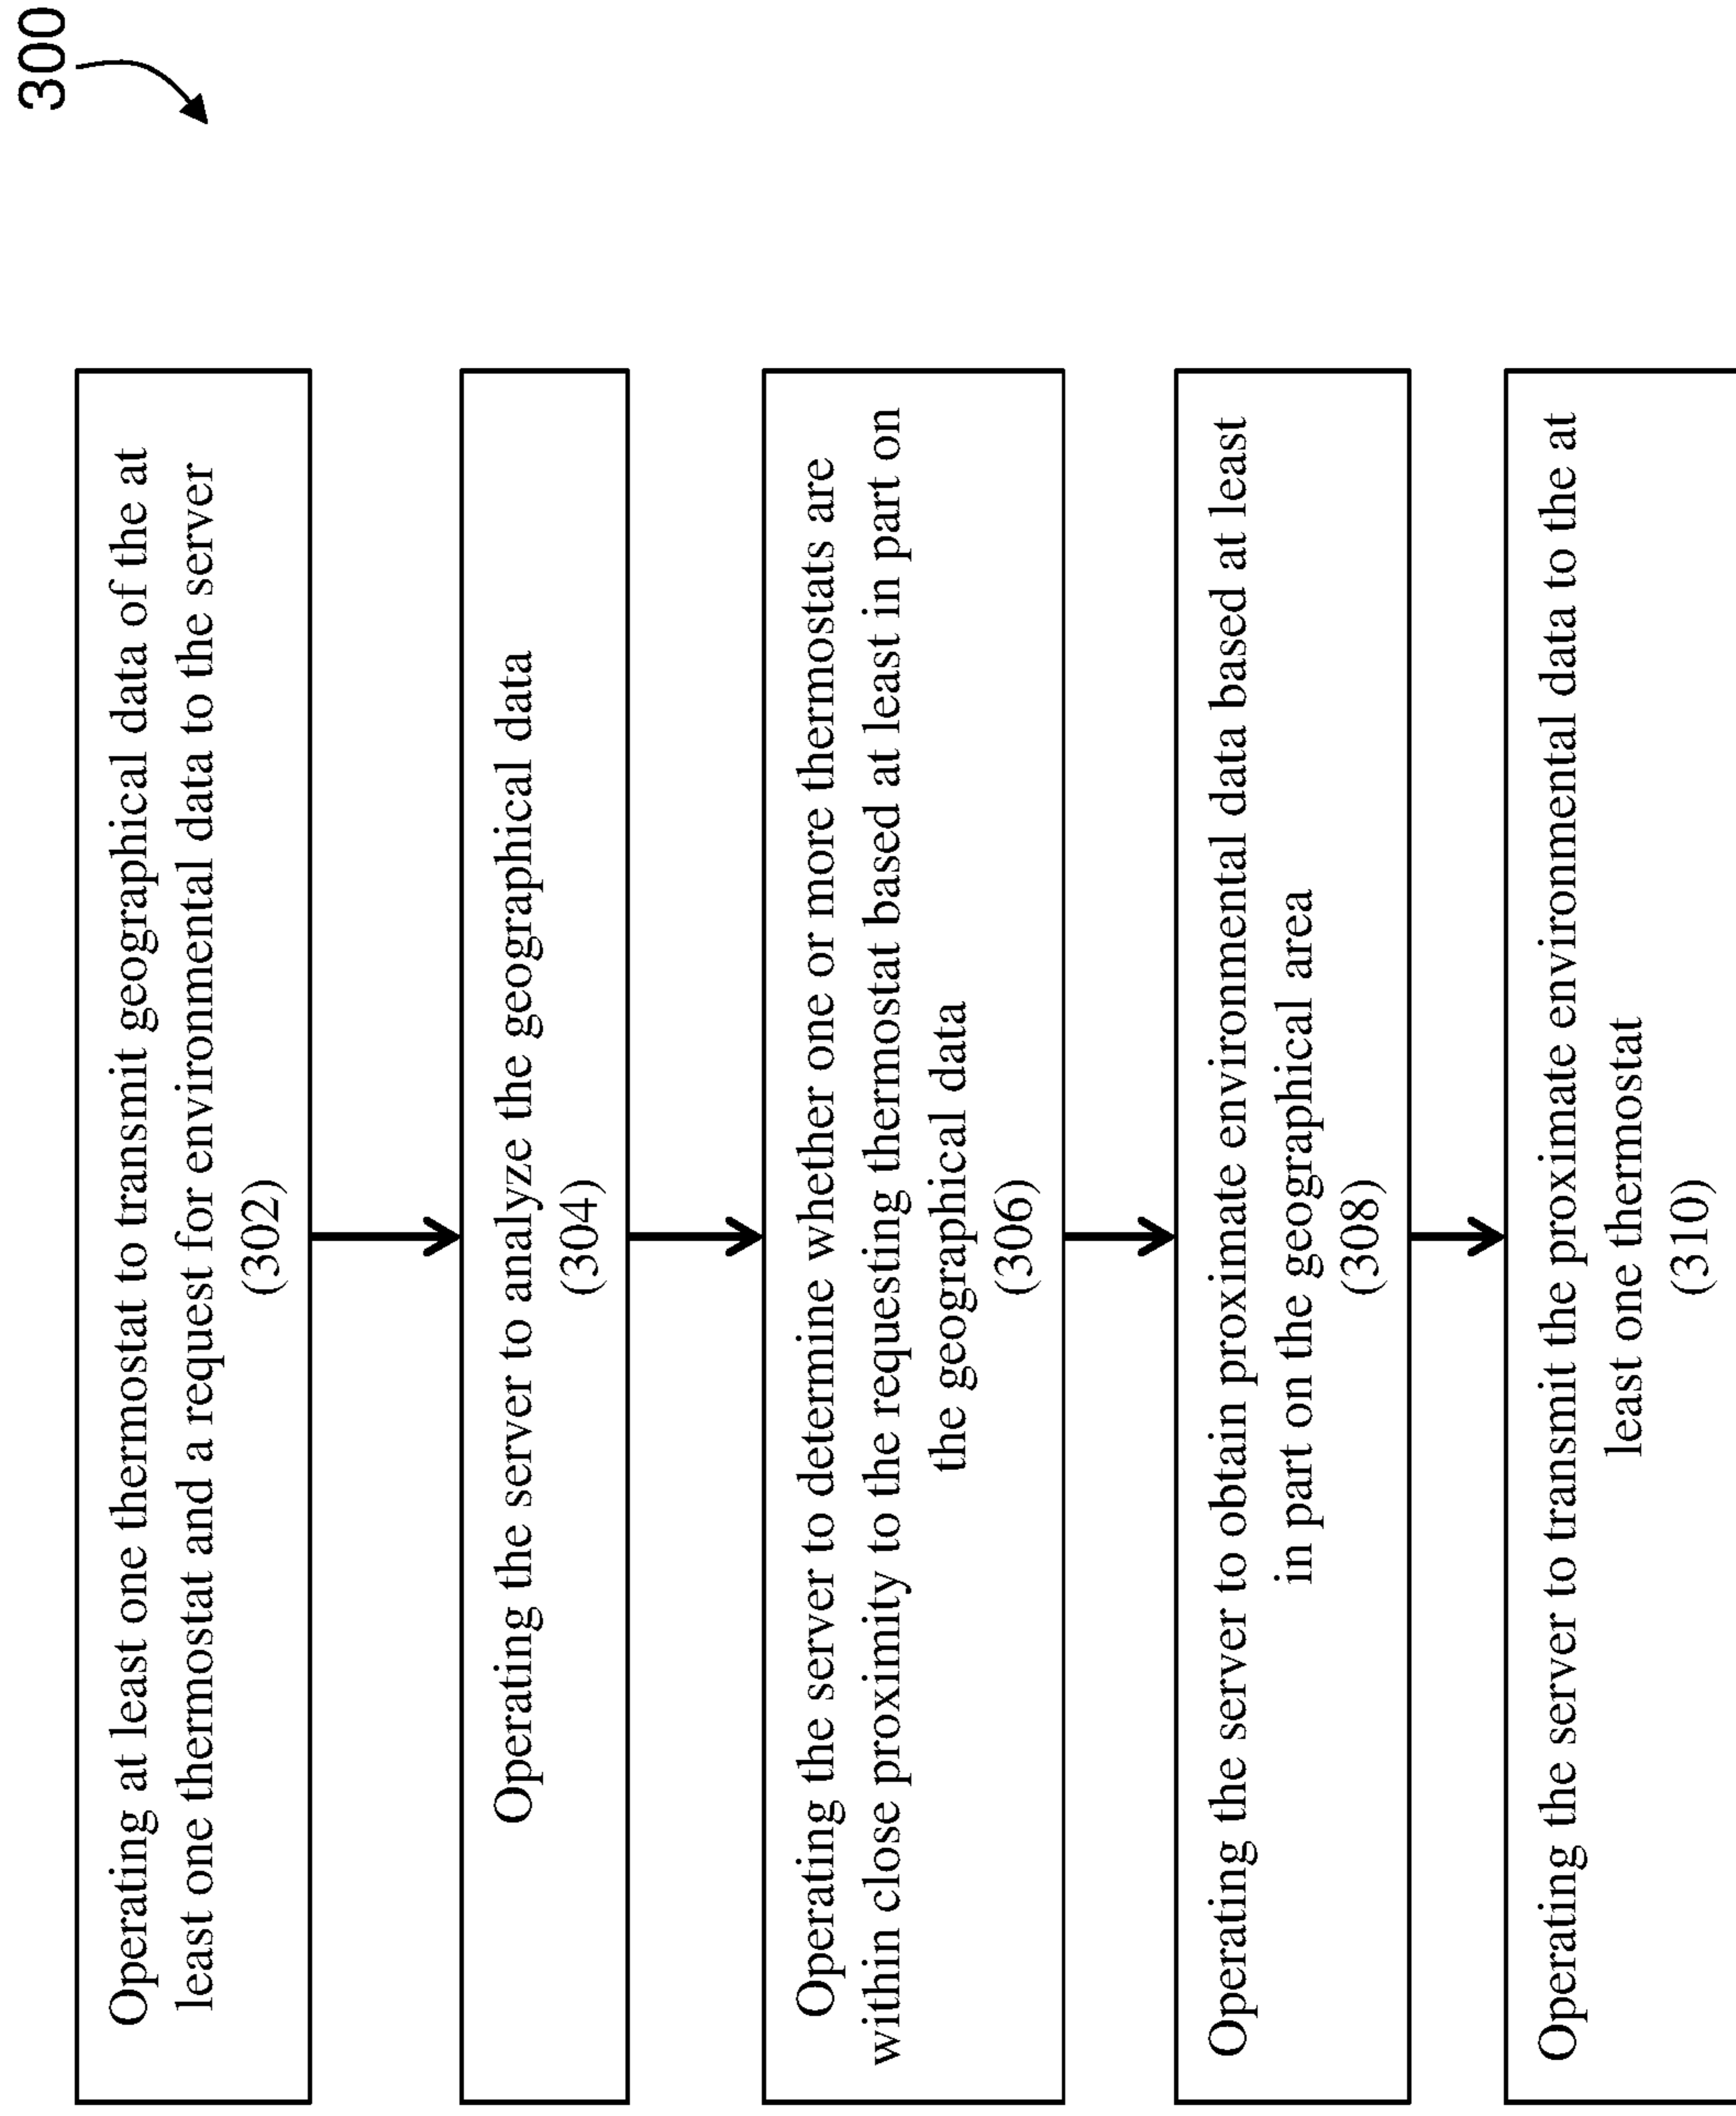 300
Operating at least one thermostat to transmit geographical data of the at
least one thermostat and a request for environmental data to the server
(302)
Operating the server to analyze the geographical data
(304)
Operating the server to determine whether one or more thermostats are
within close proximity to the requesting thermostat based at least in part on
the geographical data
(306)
Operating the server to obtain proximate environmental data based at least
in part on the geographical area
(308)
Operating the server to transmit the proximate environmental data to the at
least one thermostat
(310)